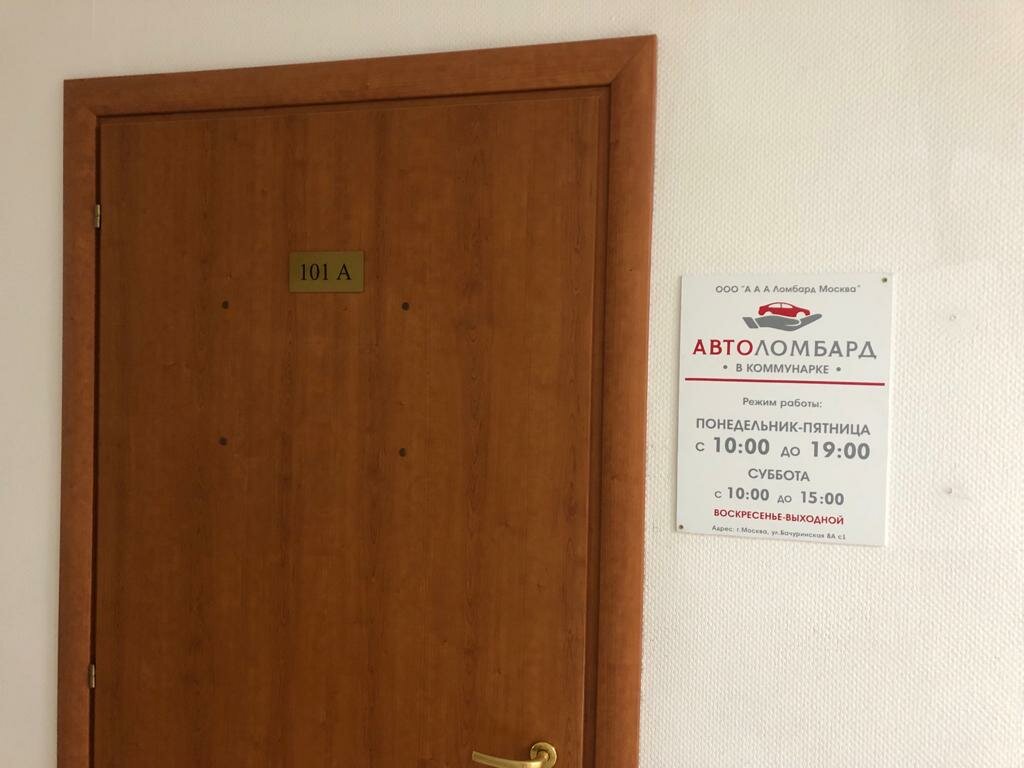 101 А
ООО "А А А Ломбард Москва"
АВТОЛОМБАРД
• В КОММУНАРКЕ •
Режим работы:
ПОНЕДЕЛЬНИК-ПЯТНИЦА
С 10:00 ДО 19:00
СУББОТА
С 10:00 ДО 15:00
ВОСКРЕСЕНЬЕ-ВЫХОДНОЙ
Адрес: г.Москва, ул.Бачуринская 8А с1